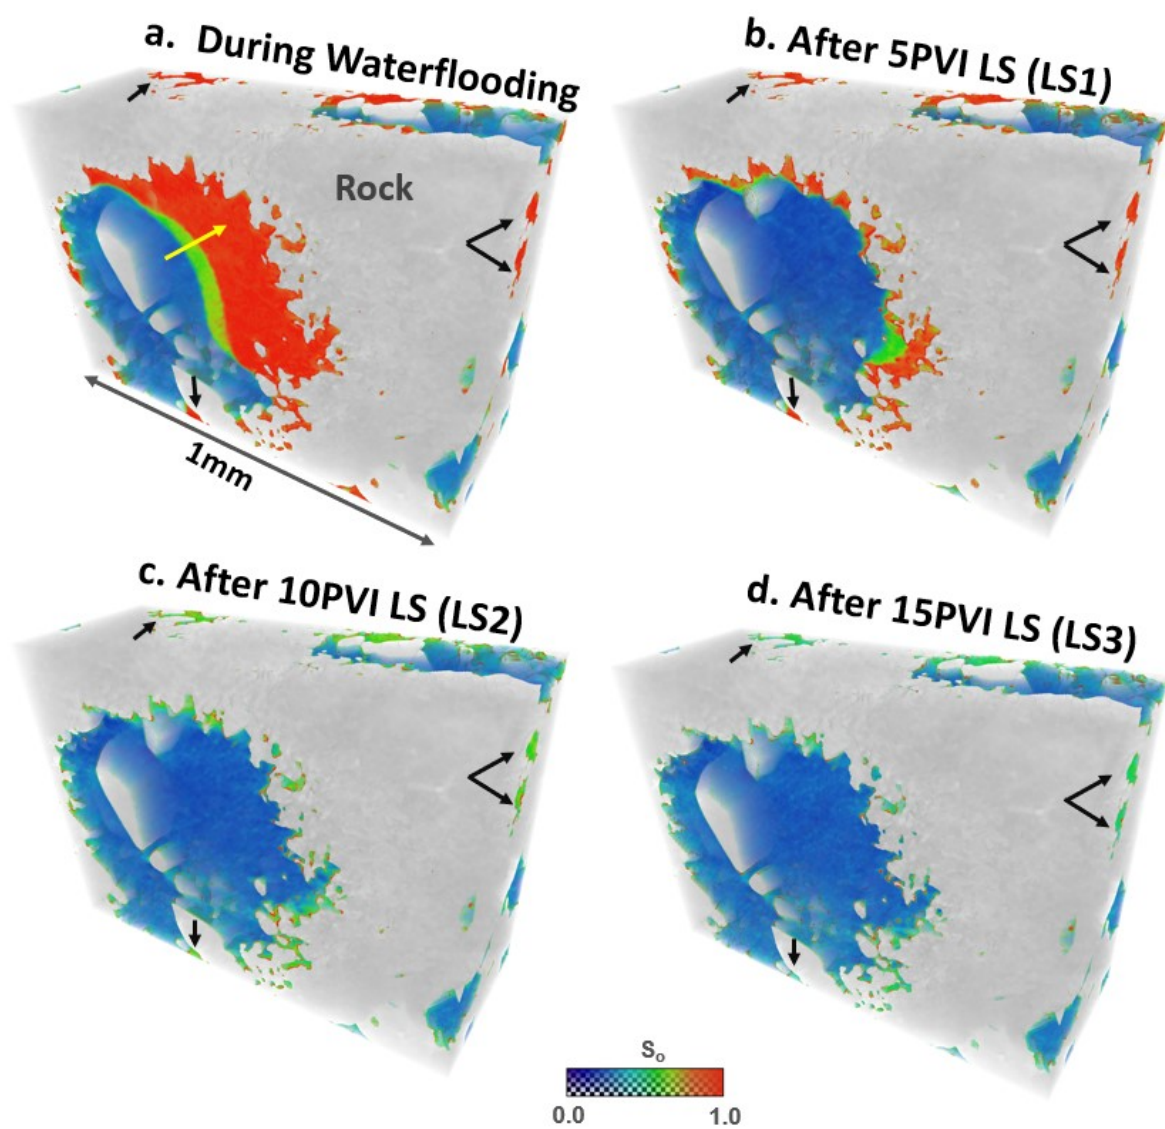 a. During Waterflooding
b. After 5PVI LS (LS1)
Rock
1mm
c. After 10PVI LS (LS2)
d. After 15PVI LS (LS3)
So
0.0 1.0